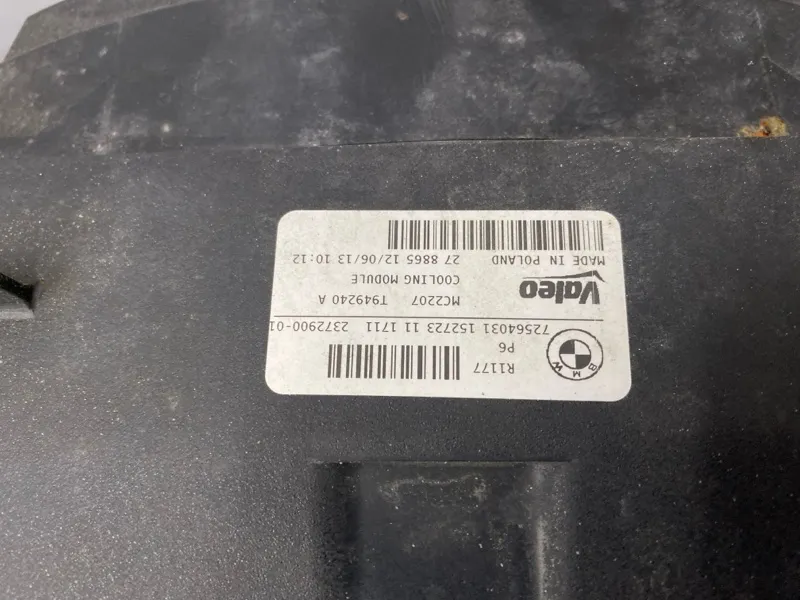 B M W
R1177
P6
72564031 152723 11 1711 2372900-01
Valeo
MC2207 T949240 A
COOLING MODULE
MADE IN POLAND 27 8865 12/06/13 10:12